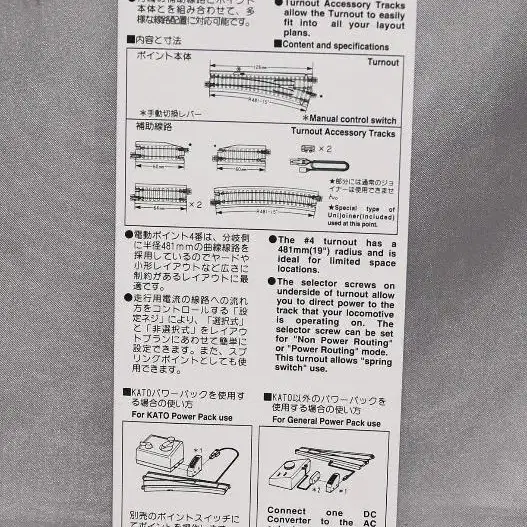 本体とを組み合わせて、多
様な線路配置に対応可能です。
●Turnout Accessory Tracks
allow the Turnout to easily
fit into all your layout
plans.
■内容と寸法
■Content and specifications
ポイント本体
Turnout
126mm
R481-15°
＊手動切換レバー
＊Manual control switch
補助線路
Turnout Accessory Tracks
×2
60mm
×2
R481-15°
★部分には通常のジョ
イナーは使用できませ
ん。
★Special type of
Unijoiner(included)
used at this point.
●電動ポイント4番は、分岐側
に半径481mmの曲線線路を
採用しているのでヤードや
小形レイアウトなど広さに
制約があるレイアウトに最
適です。
●走行用電流の線路への流れ
方をコントロールする「設
定ネジ」により、「選択式」
と「非選択式」をレイアウ
トプランにあわせて簡単に
設定できます。また、スプ
リングポイントとしても使
用できます。
●The #4 turnout has a
481mm(19") radius and is
ideal for limited space
locations.
●The selector screws on
underside of turnout allow
you to direct power to the
track that your locomotive
is operating on. The
selector screw can be set
for "Non Power Routing"
or "Power Routing" mode.
This turnout allows "spring
switch" use.
■KATOパワーパックを使用す
る場合の使い方
For KATO Power Pack use
＊1
別売のポイントスイッチに
■KATO以外のパワーパックを
使用する場合の使い方
For General Power Pack use
＊2
＊1
Connect one DC
Converter to the AC